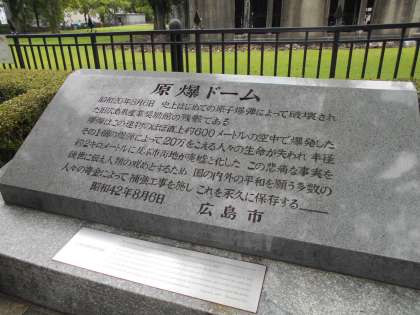 原爆ドーム
昭和20年8月6日 史上はじめての原子爆弾によって破壊され
た旧広島県産業奨励館の残骸である
爆弾はこの建物のほぼ直上約600メートルの空中で爆発した
その1個の爆弾によって20万をこえる人々の生命が失われ 半径
約2キロメートルに及ぶ市街地が廃墟と化した この悲痛な事実を
後世に伝え人類の戒めとするため 国の内外の平和を願う多数の
人々の基金によって 補強工事を施し これを永久に保存する
昭和42年8月6日 広島市